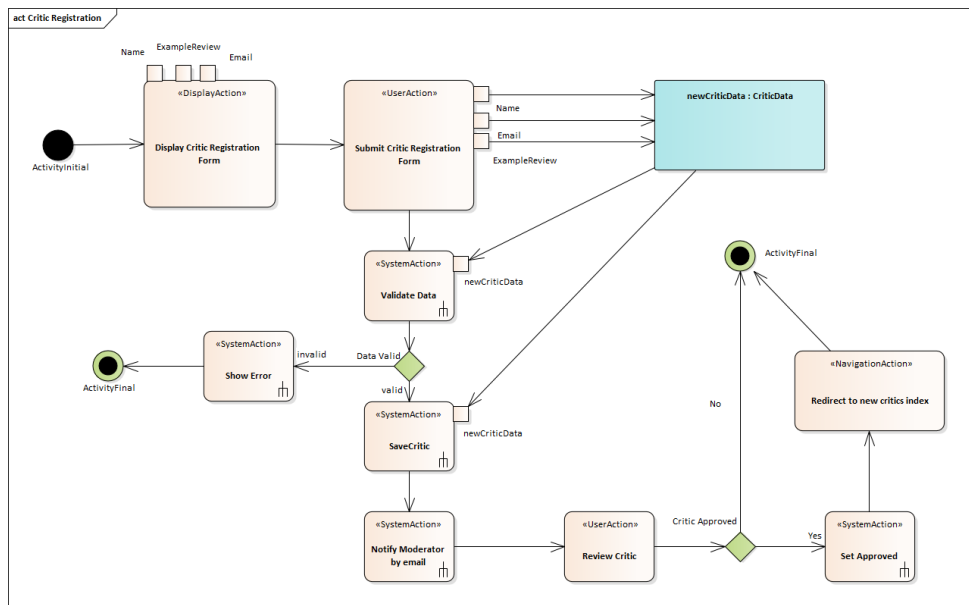 act Critic Registration
Name
ExampleReview
Email
«DisplayAction»
Display Critic Registration
Form
«UserAction»
Submit Critic Registration
Form
Name
Email
ExampleReview
newCriticData : CriticData
ActivityInitial
«SystemAction»
Validate Data
newCriticData
ActivityFinal
«SystemAction»
Show Error
invalid
Data Valid
valid
ActivityFinal
«NavigationAction»
Redirect to new critics index
«SystemAction»
SaveCritic
newCriticData
No
«SystemAction»
Notify Moderator
by email
«UserAction»
Review Critic
Critic Approved
Yes
«SystemAction»
Set Approved